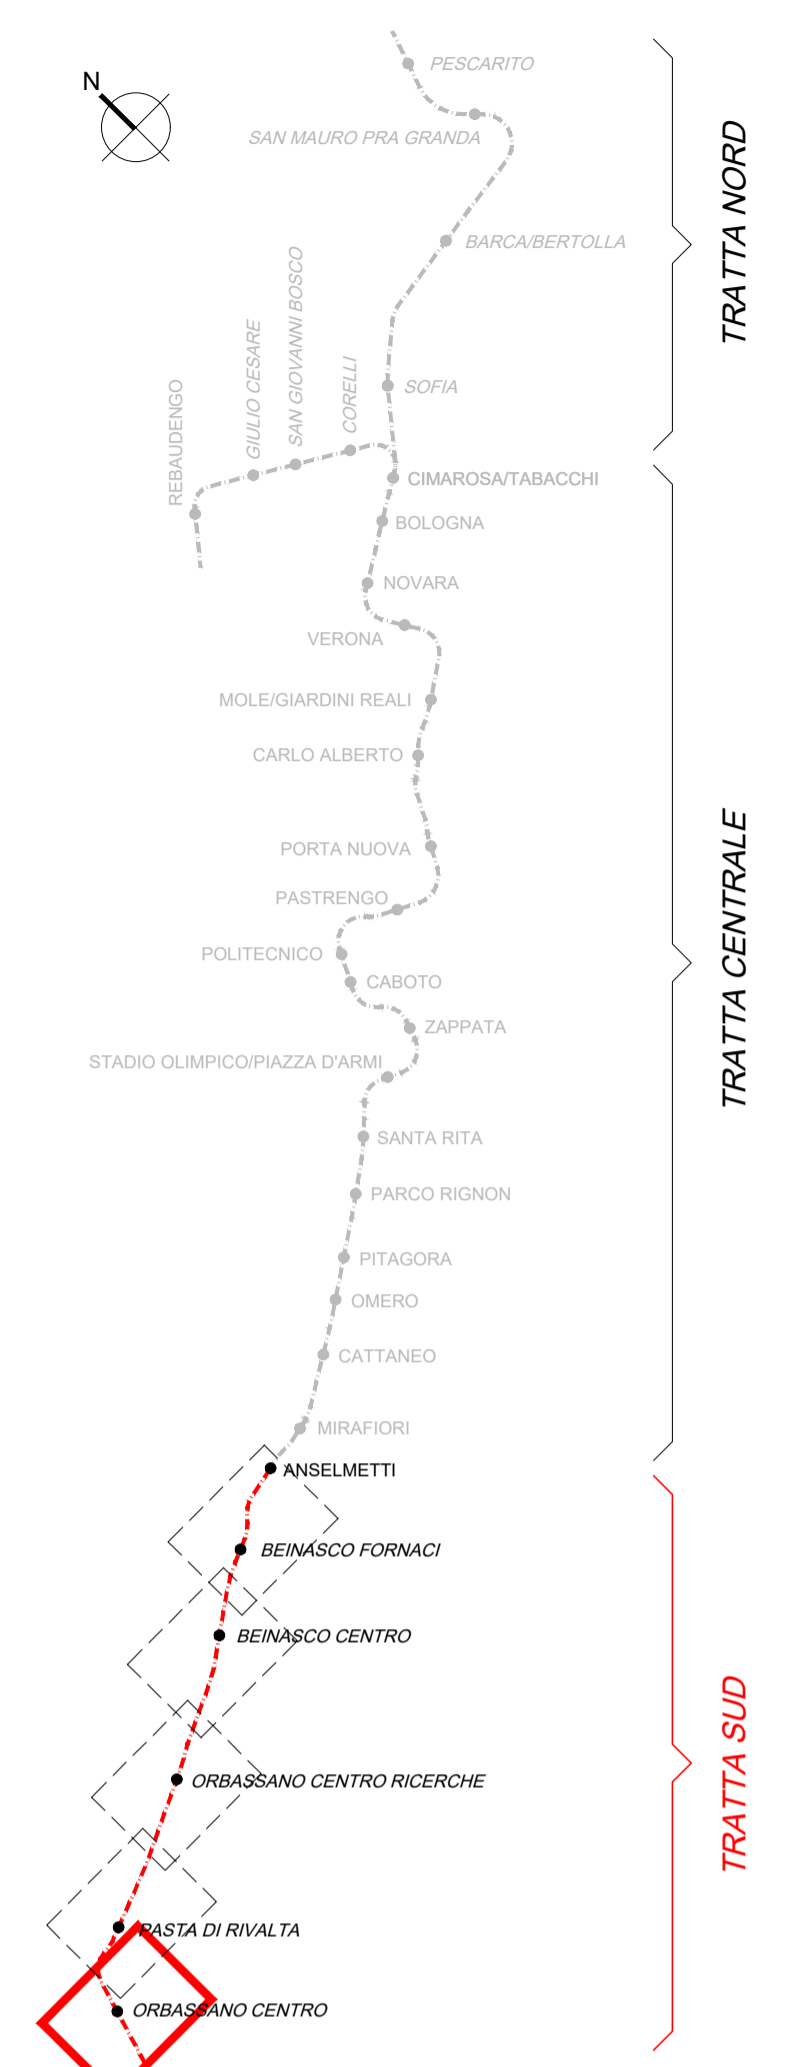 N
PESCARITO
SAN MAURO PRA GRANDA
BARCA/BERTOLLA
SOFIA
CORELLI
SAN GIOVANNI BOSCO
GIULIO CESARE
REBAUDENGO
TRATTA NORD
CIMAROSA/TABACCHI
BOLOGNA
NOVARA
VERONA
MOLE/GIARDINI REALI
CARLO ALBERTO
PORTA NUOVA
PASTRENGO
POLITECNICO
CABOTO
ZAPPATA
STADIO OLIMPICO/PIAZZA D'ARMI
SANTA RITA
PARCO RIGNON
PITAGORA
OMERO
CATTANEO
MIRAFIORI
TRATTA CENTRALE
ANSELMETTI
BEINASCO FORNACI
BEINASCO CENTRO
ORBASSANO CENTRO RICERCHE
PASTA DI RIVALTA
ORBASSANO CENTRO
TRATTA SUD